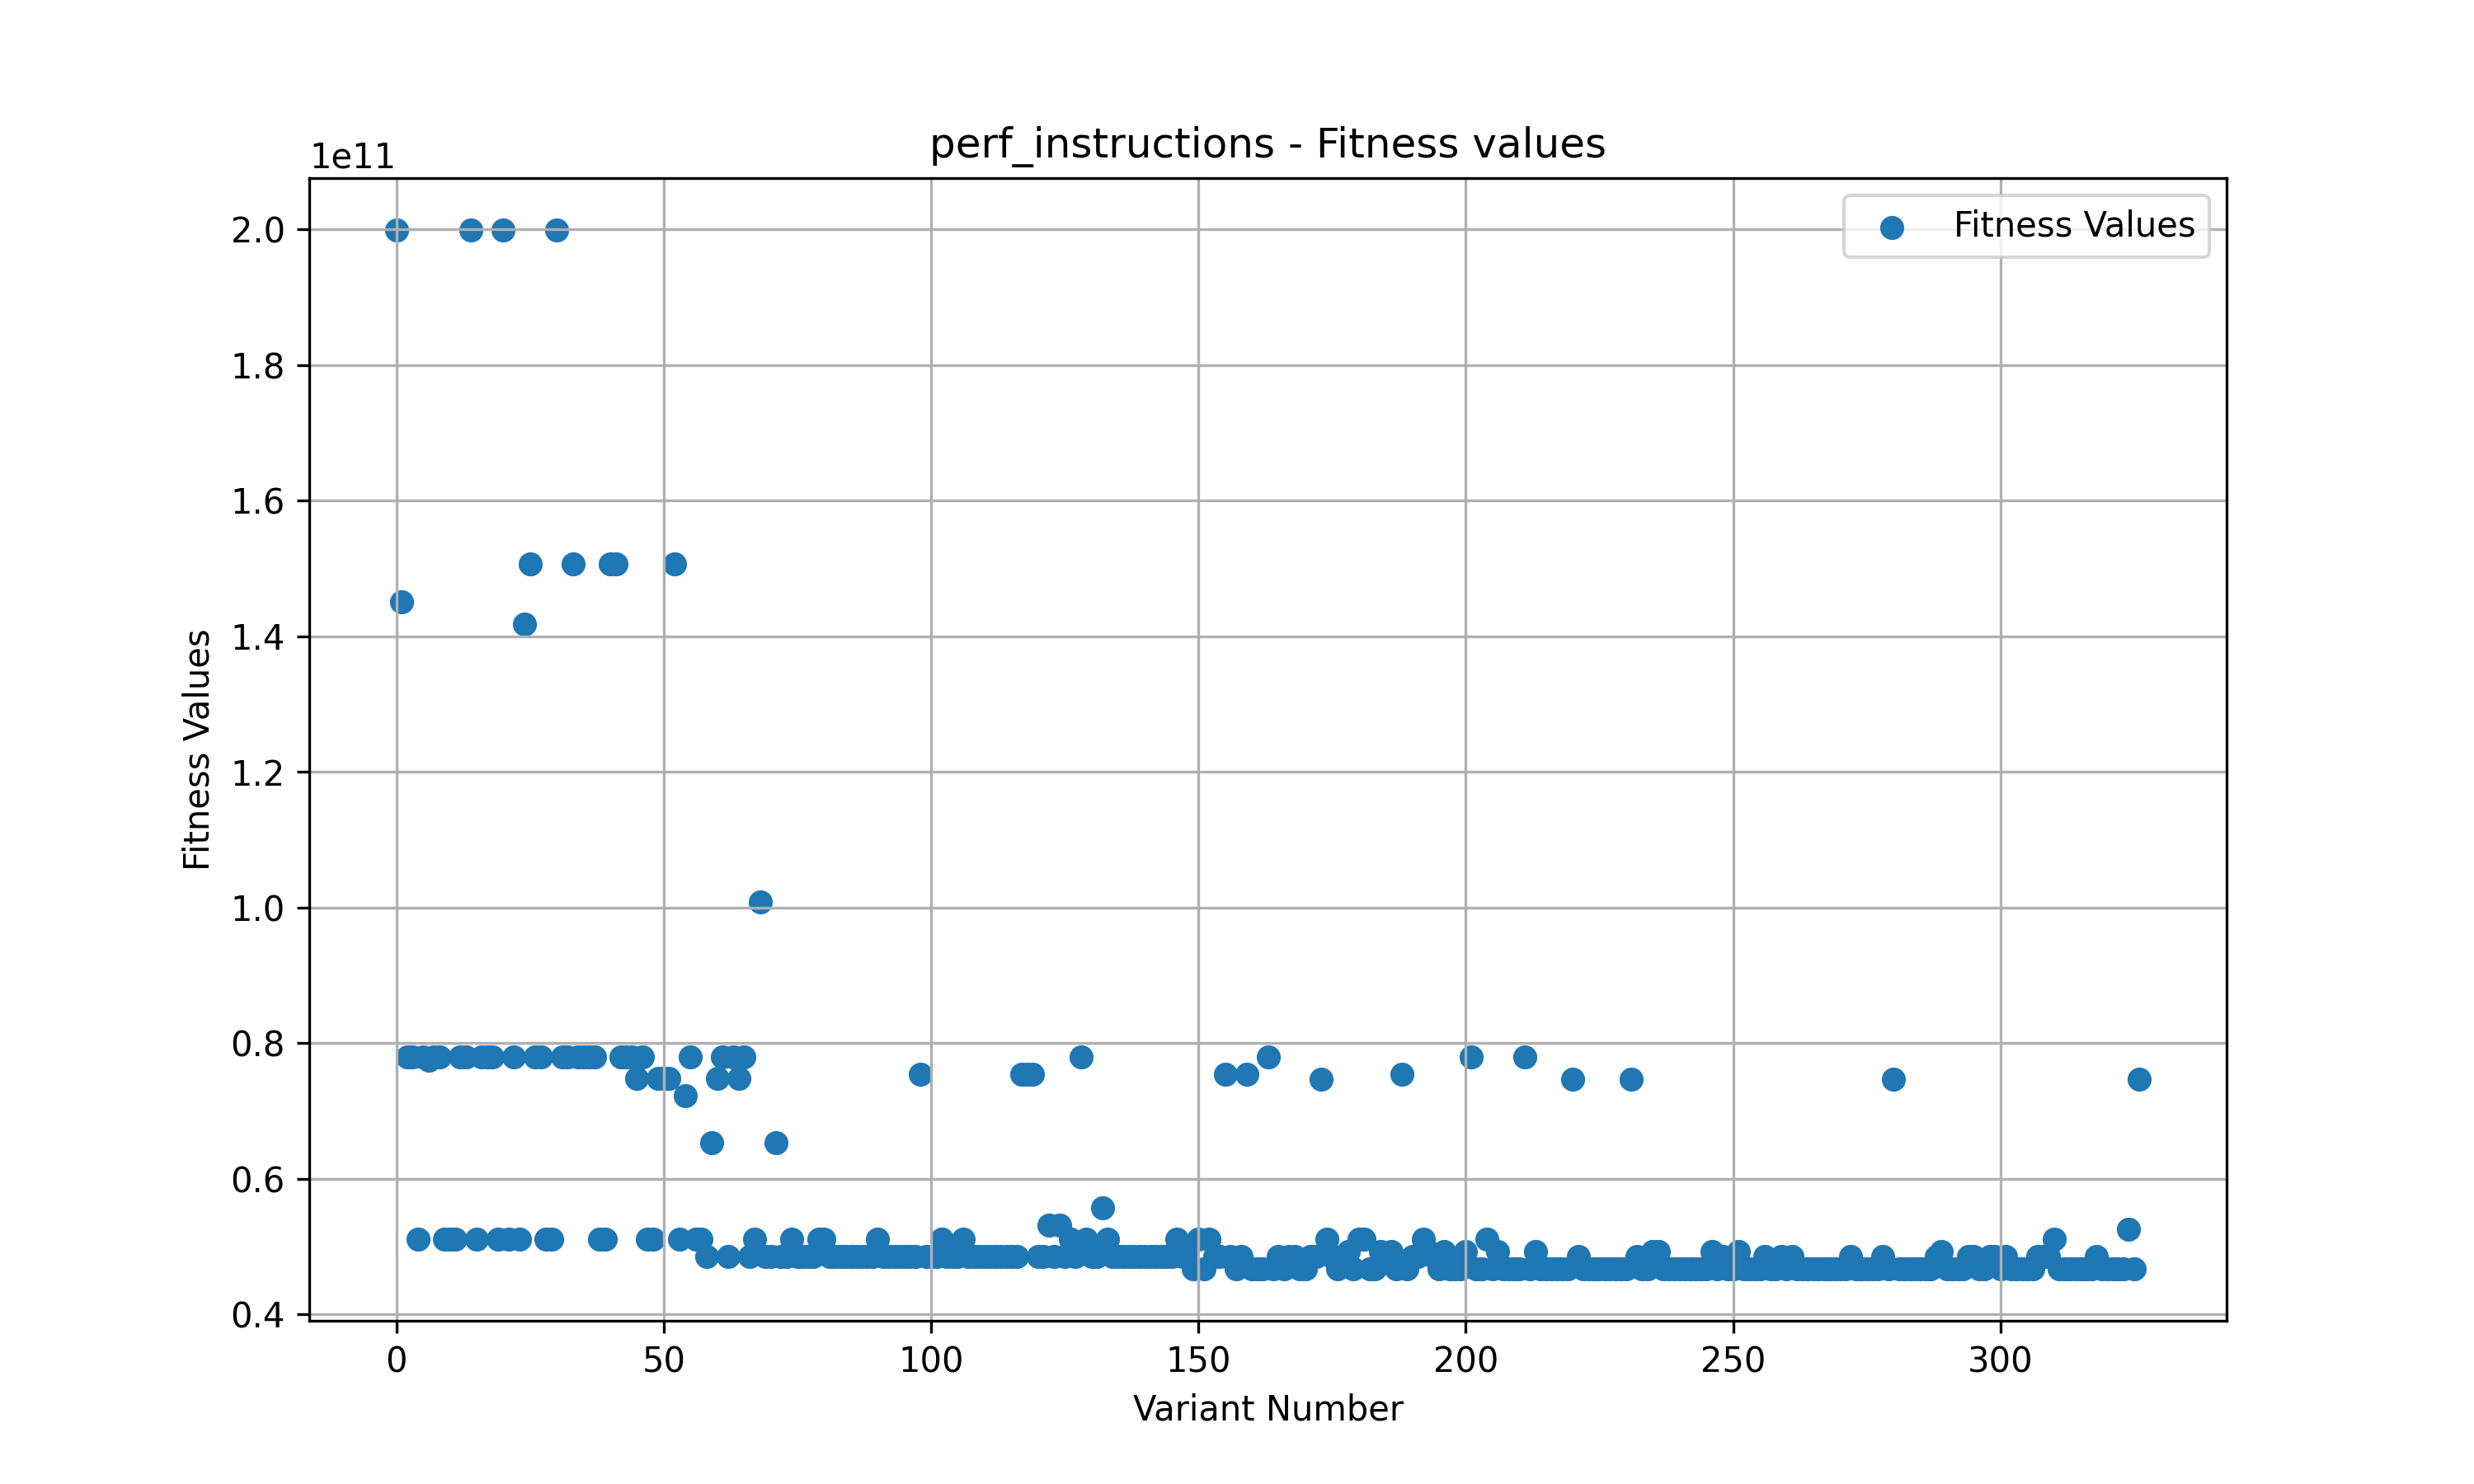 perf_instructions - Fitness values
1e11
Fitness Values
2.0
1.8
1.6
1.4
1.2
1.0
0.8
0.6
0.4
Fitness Values
0 50 100 150 200 250 300
Variant Number